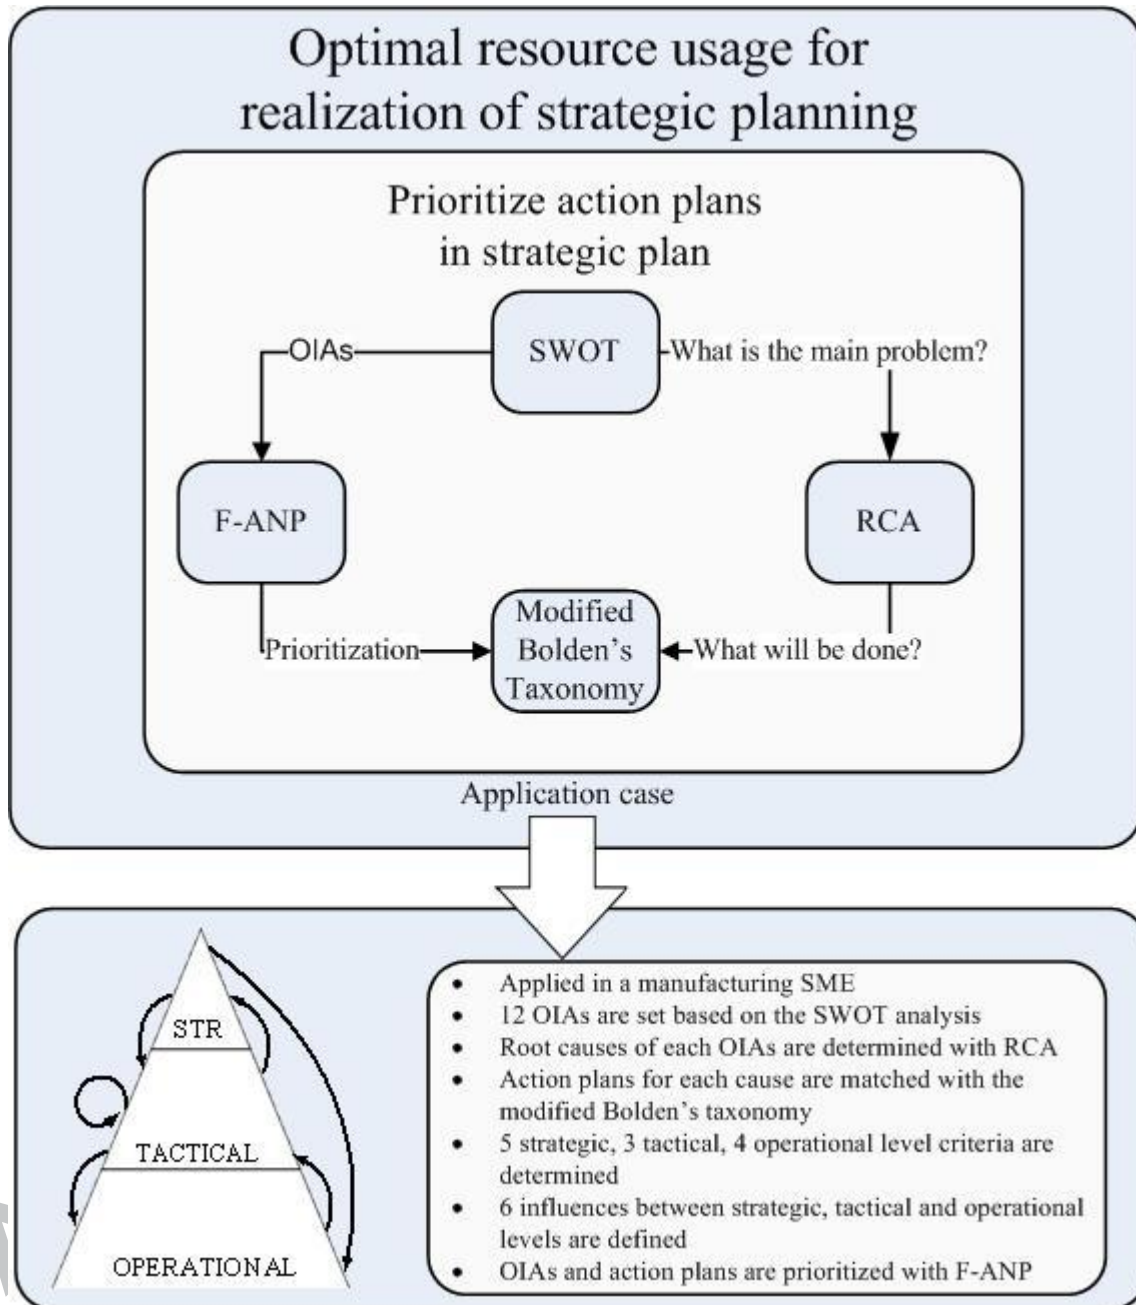 Optimal resource usage for
realization of strategic planning
Prioritize action plans
in strategic plan
OIAs
SWOT
What is the main problem?
F-ANP
RCA
Prioritization
Modified
Bolden's
Taxonomy
What will be done?
Application case
STR
TACTICAL
OPERATIONAL
• Applied in a manufacturing SME
• 12 OIAs are set based on the SWOT analysis
• Root causes of each OIAs are determined with RCA
• Action plans for each cause are matched with the
modified Bolden's taxonomy
• 5 strategic, 3 tactical, 4 operational level criteria are
determined
• 6 influences between strategic, tactical and operational
levels are defined
• OIAs and action plans are prioritized with F-ANP